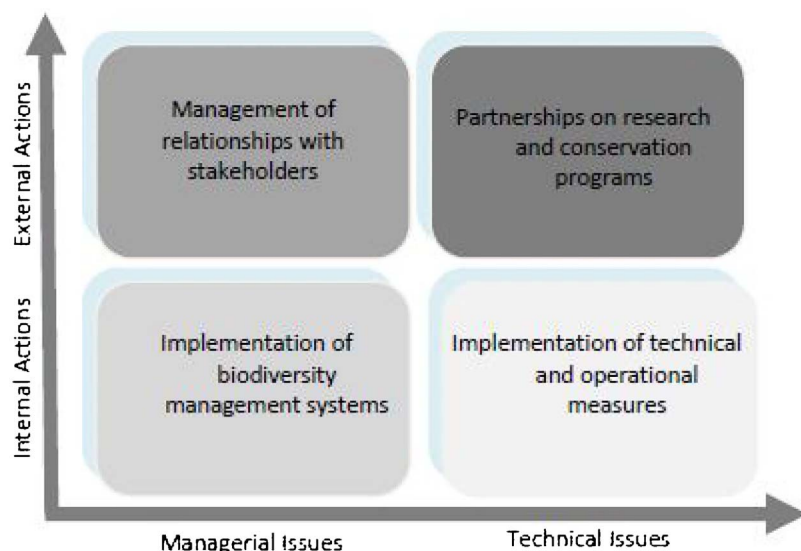 External Actions
Management of
relationships with
stakeholders
Partnerships on research
and conservation
programs
Internal Actions
Implementation of
biodiversity
management systems
Implementation of technical
and operational
measures
Managerial Issues
Technical Issues